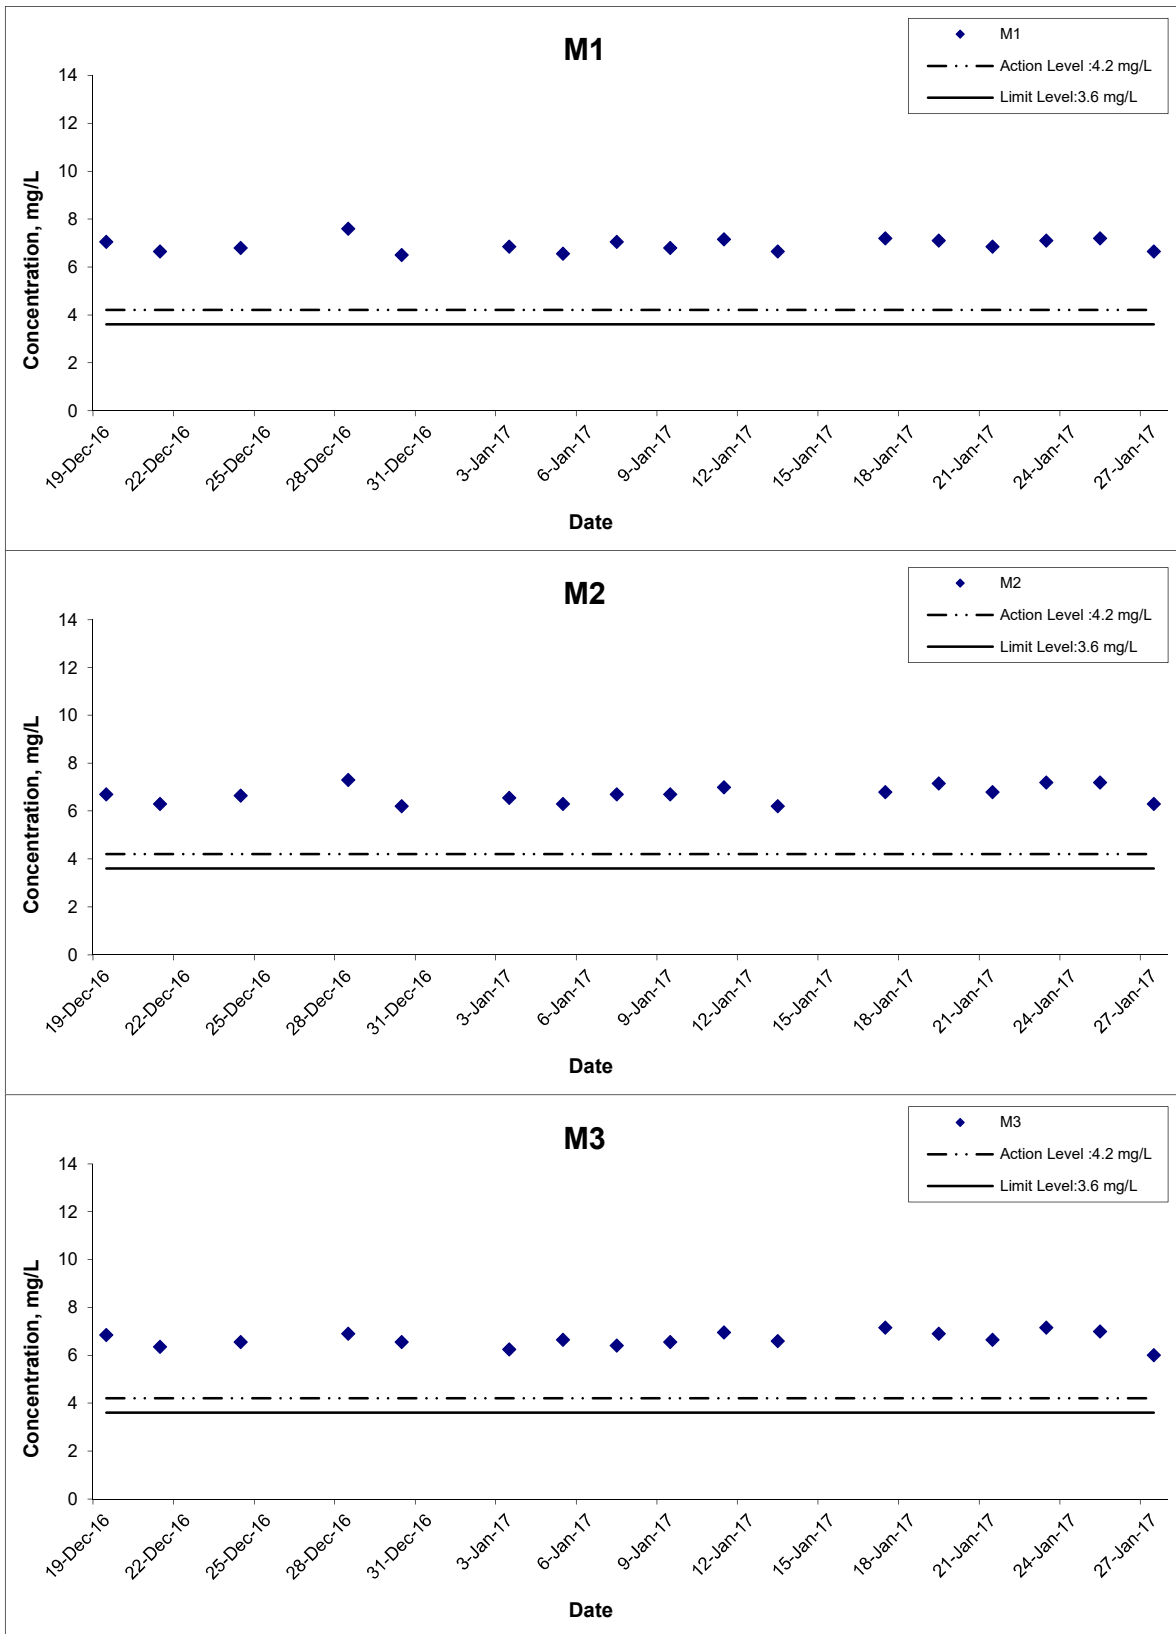 M1
M1
Action Level :4.2 mg/L
Limit Level:3.6 mg/L
Concentration, mg/L
14
12
10
8
6
4
2
0
19-Dec-16
22-Dec-16
25-Dec-16
28-Dec-16
31-Dec-16
3-Jan-17
6-Jan-17
9-Jan-17
12-Jan-17
15-Jan-17
18-Jan-17
21-Jan-17
24-Jan-17
27-Jan-17
Date
M2
M2
Action Level :4.2 mg/L
Limit Level:3.6 mg/L
Concentration, mg/L
14
12
10
8
6
4
2
0
19-Dec-16
22-Dec-16
25-Dec-16
28-Dec-16
31-Dec-16
3-Jan-17
6-Jan-17
9-Jan-17
12-Jan-17
15-Jan-17
18-Jan-17
21-Jan-17
24-Jan-17
27-Jan-17
Date
M3
M3
Action Level :4.2 mg/L
Limit Level:3.6 mg/L
Concentration, mg/L
14
12
10
8
6
4
2
0
19-Dec-16
22-Dec-16
25-Dec-16
28-Dec-16
31-Dec-16
3-Jan-17
6-Jan-17
9-Jan-17
12-Jan-17
15-Jan-17
18-Jan-17
21-Jan-17
24-Jan-17
27-Jan-17
Date